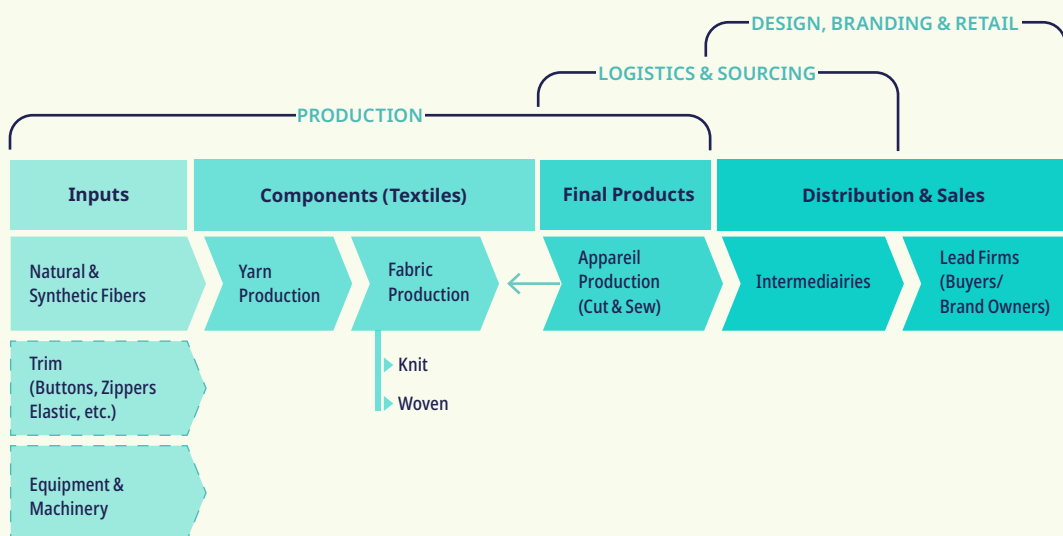 DESIGN, BRANDING & RETAIL
LOGISTICS & SOURCING
PRODUCTION
Inputs
Components (Textiles)
Final Products
Distribution & Sales
Natural &
Synthetic Fibers
Yarn
Production
Fabric
Production
Appareil
Production
(Cut & Sew)
Intermediairies
Lead Firms
(Buyers/
Brand Owners)
Trim
(Buttons, Zippers
Elastic, etc.)
Knit
Woven
Equipment &
Machinery